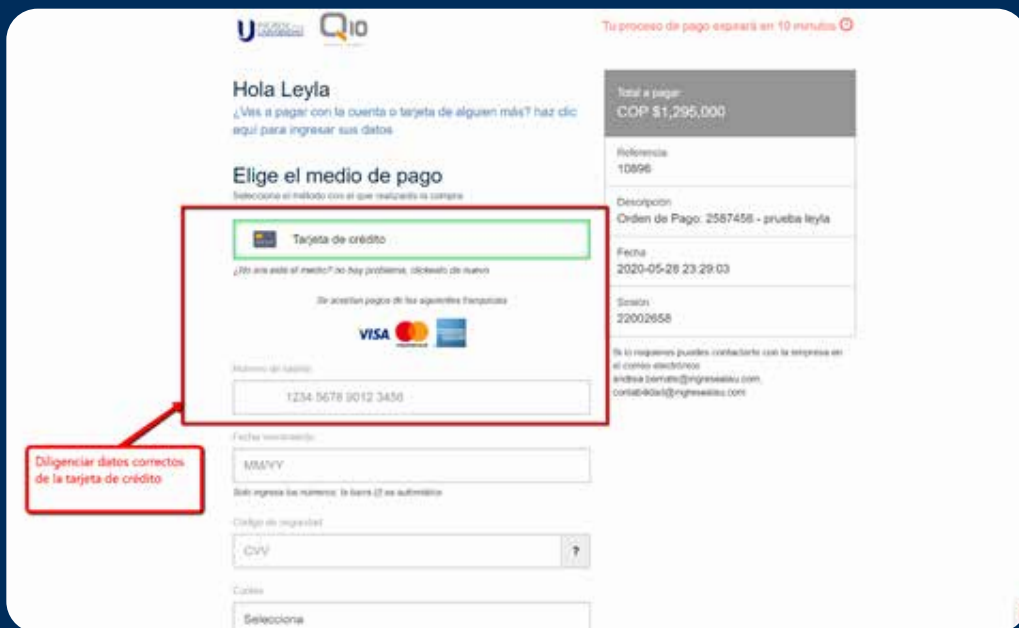 Q10
Tu proceso de pago expirará en 10 minutos
Hola Leyla
¿Vas a pagar con la cuenta o tarjeta de alguien más? haz clic
aquí para ingresar sus datos
Elige el medio de pago
Selecciona el método con el que realizarás la compra
Tarjeta de crédito
¿No era este el medio? no hay problema, clickealo de nuevo
Se aceptan pagos de las siguientes franquicias
VISA
Número de tarjeta
1234 5678 9012 3456
Fecha vencimiento
MM/YY
Solo ingresa los números, la barra (/) es automática
Código de seguridad
CVV
?
Cuotas
Selecciona
Diligenciar datos correctos
de la tarjeta de crédito
Total a pagar
COP $1,295,000
Referencia
10896
Descripción
Orden de Pago: 2587456 - prueba leyla
Fecha
2020-05-28 23:29:03
Sesión
22002658
Si lo requieres puedes contactarte con la empresa en
el correo electrónico